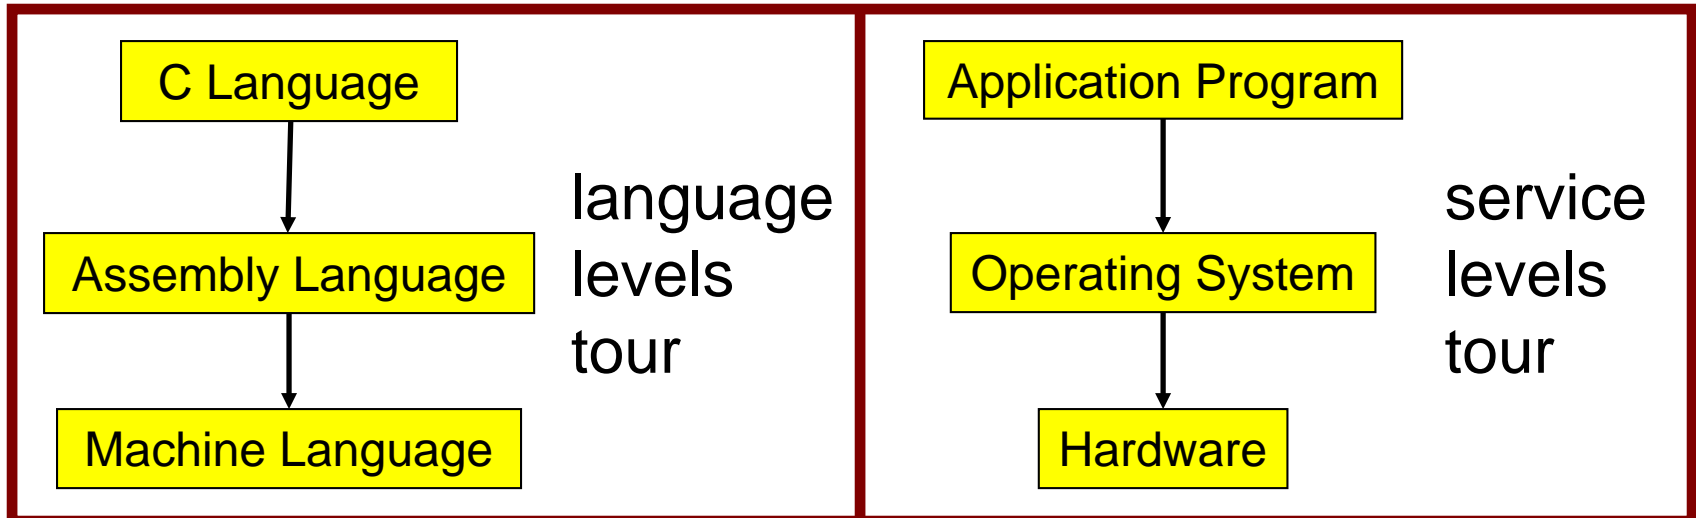 C Language
Assembly Language
Machine Language
language
levels
tour
Application Program
Operating System
Hardware
service
levels
tour